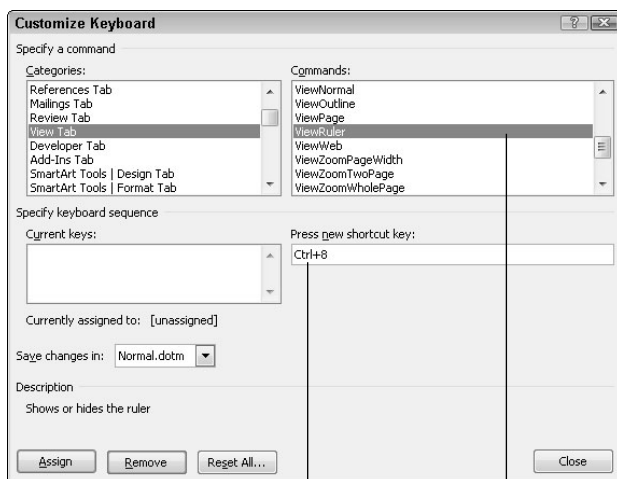 Customize Keyboard
Specify a command
Categories:
Commands:
References Tab
Mailings Tab
Review Tab
View Tab
Developer Tab
Add-Ins Tab
SmartArt Tools | Design Tab
SmartArt Tools | Format Tab
ViewNormal
ViewOutline
ViewPage
ViewRuler
ViewWeb
ViewZoomPageWidth
ViewZoomTwoPage
ViewZoomWholePage
Specify keyboard sequence
Current keys:
Press new shortcut key:
Ctrl+8
Currently assigned to: [unassigned]
Save changes in: Normal.dotm
Description
Shows or hides the ruler
Assign Remove Reset All... Close